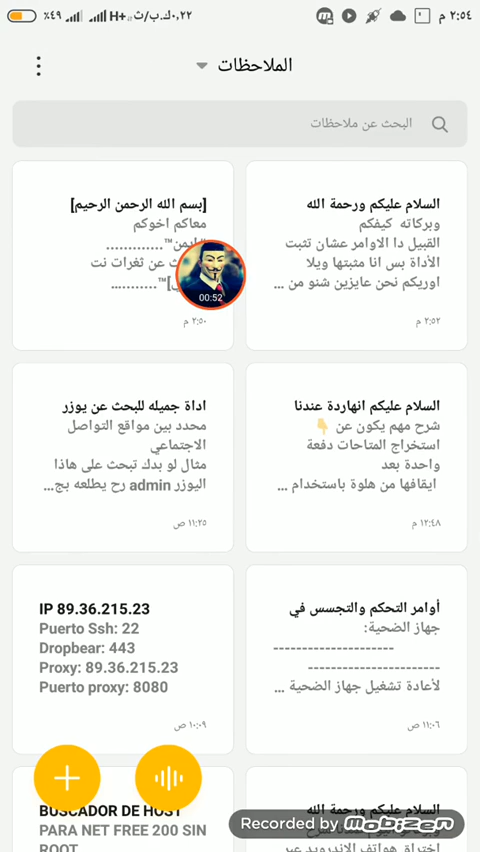 ٢:٥٤ م
٠,٢٢ك.ب/ث H+ ٤٩٪
الملاحظات
البحث عن ملاحظات
السلام عليكم ورحمة الله
وبركاته كيفكم
القبيل دا الاوامر عشان تثبت
الأداة بس انا مثبتها ويلا
اوريكم نحن عايزين شنو من ...
٢:٥٢ م
[بسم الله الرحمن الرحيم]
معاكم اخوكم
™.............
عن ثغرات نت
]™.........
00:52
٢:٥٠ م
السلام عليكم انهاردة عندنا
شرح مهم يكون عن 👇
استخراج المتاحات دفعة
واحدة بعد
ايقافها من هلوة باستخدام ...
١٢:٤٨ م
اداة جميله للبحث عن يوزر
محدد بين مواقع التواصل
الاجتماعي
مثال لو بدك تبحث على هاذا
اليوزر admin رح يطلعه بج...
١١:٢٥ ص
أوامر التحكم والتجسس في
جهاز الضحية:
---------------------
-----------------------
لأعادة تشغيل جهاز الضحية ...
١١:٠٦ ص
IP 89.36.215.23
Puerto Ssh: 22
Dropbear: 443
Proxy: 89.36.215.23
Puerto proxy: 8080
١٠:٠٩ ص
السلام عليكم ورحمة الله
اختراق هواتف الاندرويد عبر
BUSCADOR DE HOST
PARA NET FREE 200 SIN
ROOT
Recorded by mobizen